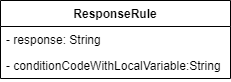 ResponseRule
- response: String
- conditionCodeWithLocalVariable:String